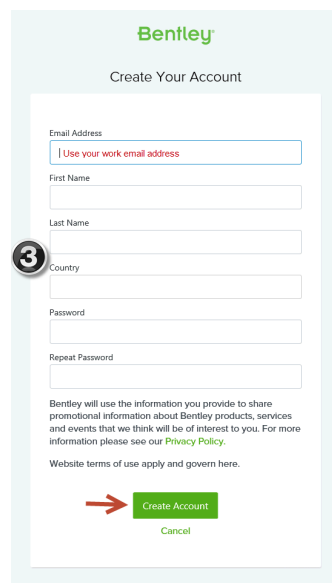 Bentley®
Create Your Account
Email Address
Use your work email address
First Name
Last Name
3
Country
Password
Repeat Password
Bentley will use the information you provide to share
promotional information about Bentley products, services
and events that we think will be of interest to you. For more
information please see our Privacy Policy.
Website terms of use apply and govern here.
Create Account
Cancel